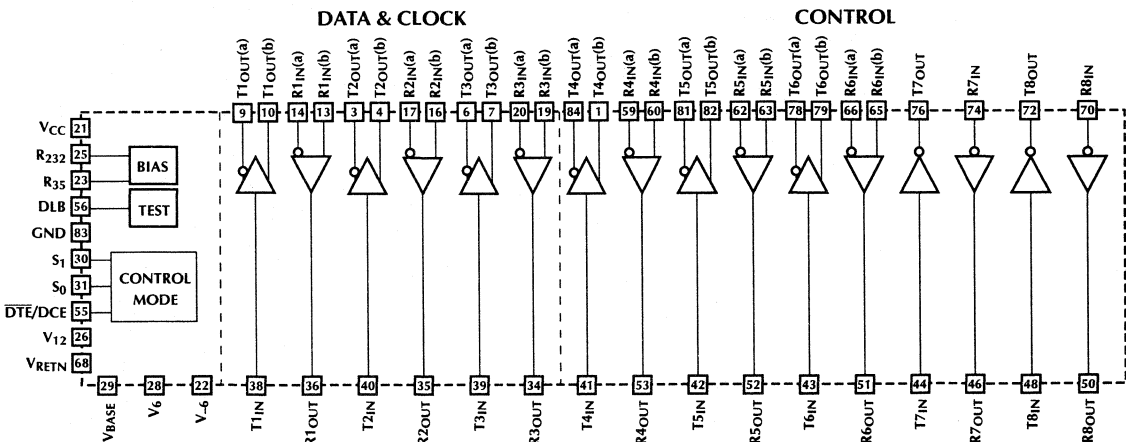 DATA & CLOCK
CONTROL
T1OUT(a)
T1OUT(b)
R1IN(a)
R1IN(b)
T2OUT(a)
T2OUT(b)
R2IN(a)
R2IN(b)
T3OUT(a)
T3OUT(b)
R3IN(a)
R3IN(b)
T4OUT(a)
T4OUT(b)
R4IN(a)
R4IN(b)
T5OUT(a)
T5OUT(b)
R5IN(a)
R5IN(b)
T6OUT(a)
T6OUT(b)
R6IN(a)
R6IN(b)
T7OUT
R7IN
T8OUT
R8IN
9 10 14 13 3 4 17 16 6 7 20 19 84 1 59 60 81 82 62 63 78 79 66 65 76 74 72 70
VCC 21
R232 25
BIAS
R35 23
DLB 56
TEST
GND 83
S1 30
S0 31
CONTROL
MODE
DTE/DCE 55
V12 26
VRETN 68
29 28 22 38 36 40 35 39 34 41 53 42 52 43 51 44 46 48 50
VBASE
V6
V-6
T1IN
R1OUT
T2IN
R2OUT
T3IN
R3OUT
T4IN
R4OUT
T5IN
R5OUT
T6IN
R6OUT
T7IN
R7OUT
T8IN
R8OUT